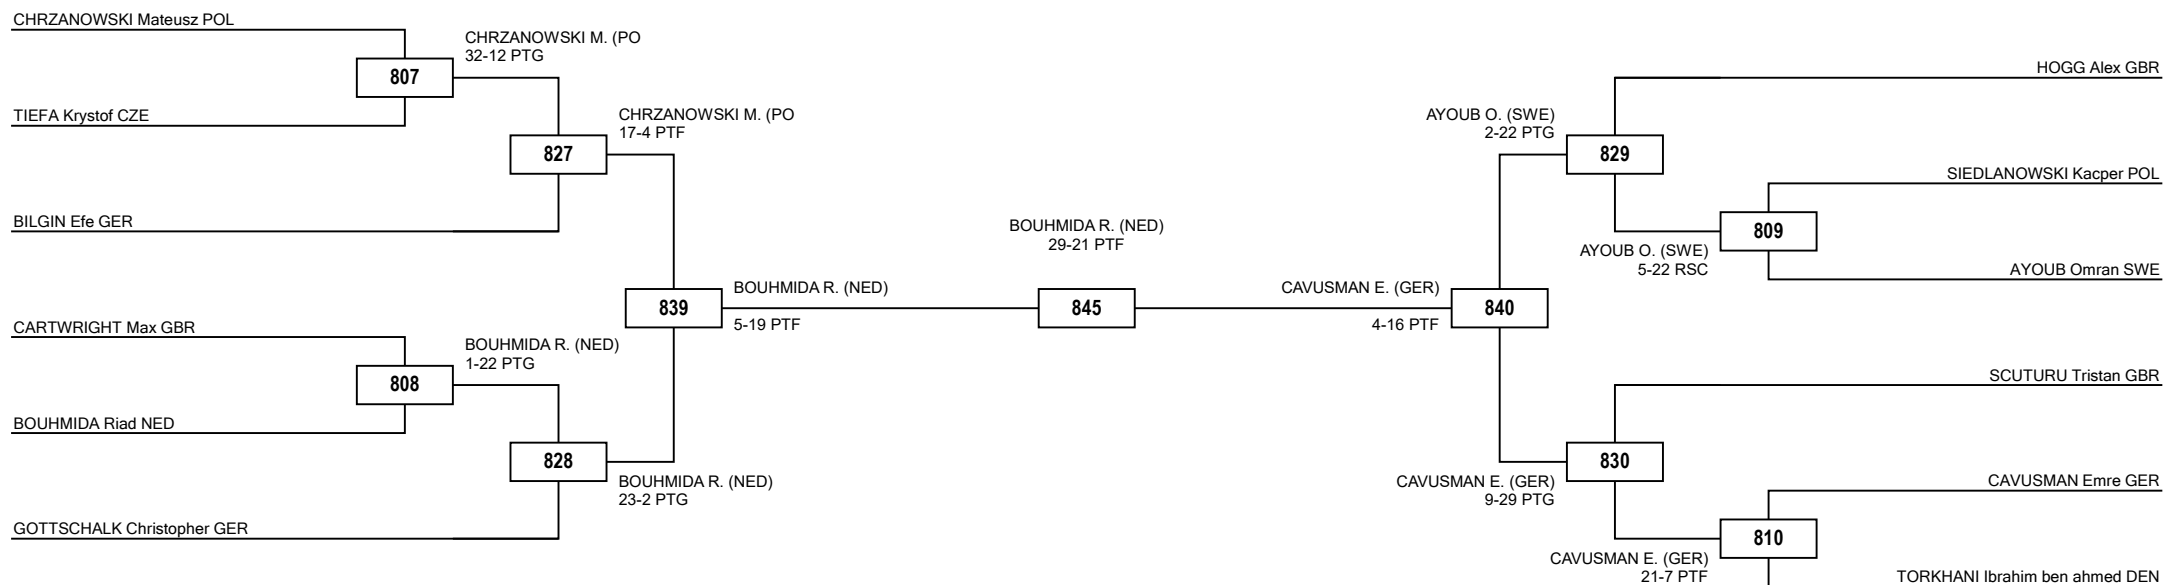 CHRZANOWSKI Mateusz POL
CHRZANOWSKI M. (PO
32-12 PTG
807
TIEFA Krystof CZE
CHRZANOWSKI M. (PO
17-4 PTF
827
BILGIN Efe GER
839
BOUHMIDA R. (NED)
5-19 PTF
CARTWRIGHT Max GBR
BOUHMIDA R. (NED)
1-22 PTG
808
BOUHMIDA Riad NED
828
BOUHMIDA R. (NED)
23-2 PTG
GOTTSCHALK Christopher GER
BOUHMIDA R. (NED)
29-21 PTF
845
HOGG Alex GBR
AYOUB O. (SWE)
2-22 PTG
829
SIEDLANOWSKI Kacper POL
809
AYOUB O. (SWE)
5-22 RSC
AYOUB Omran SWE
CAVUSMAN E. (GER)
4-16 PTF
840
SCUTURU Tristan GBR
830
CAVUSMAN E. (GER)
9-29 PTG
CAVUSMAN Emre GER
810
CAVUSMAN E. (GER)
21-7 PTF
TORKHANI Ibrahim ben ahmed DEN